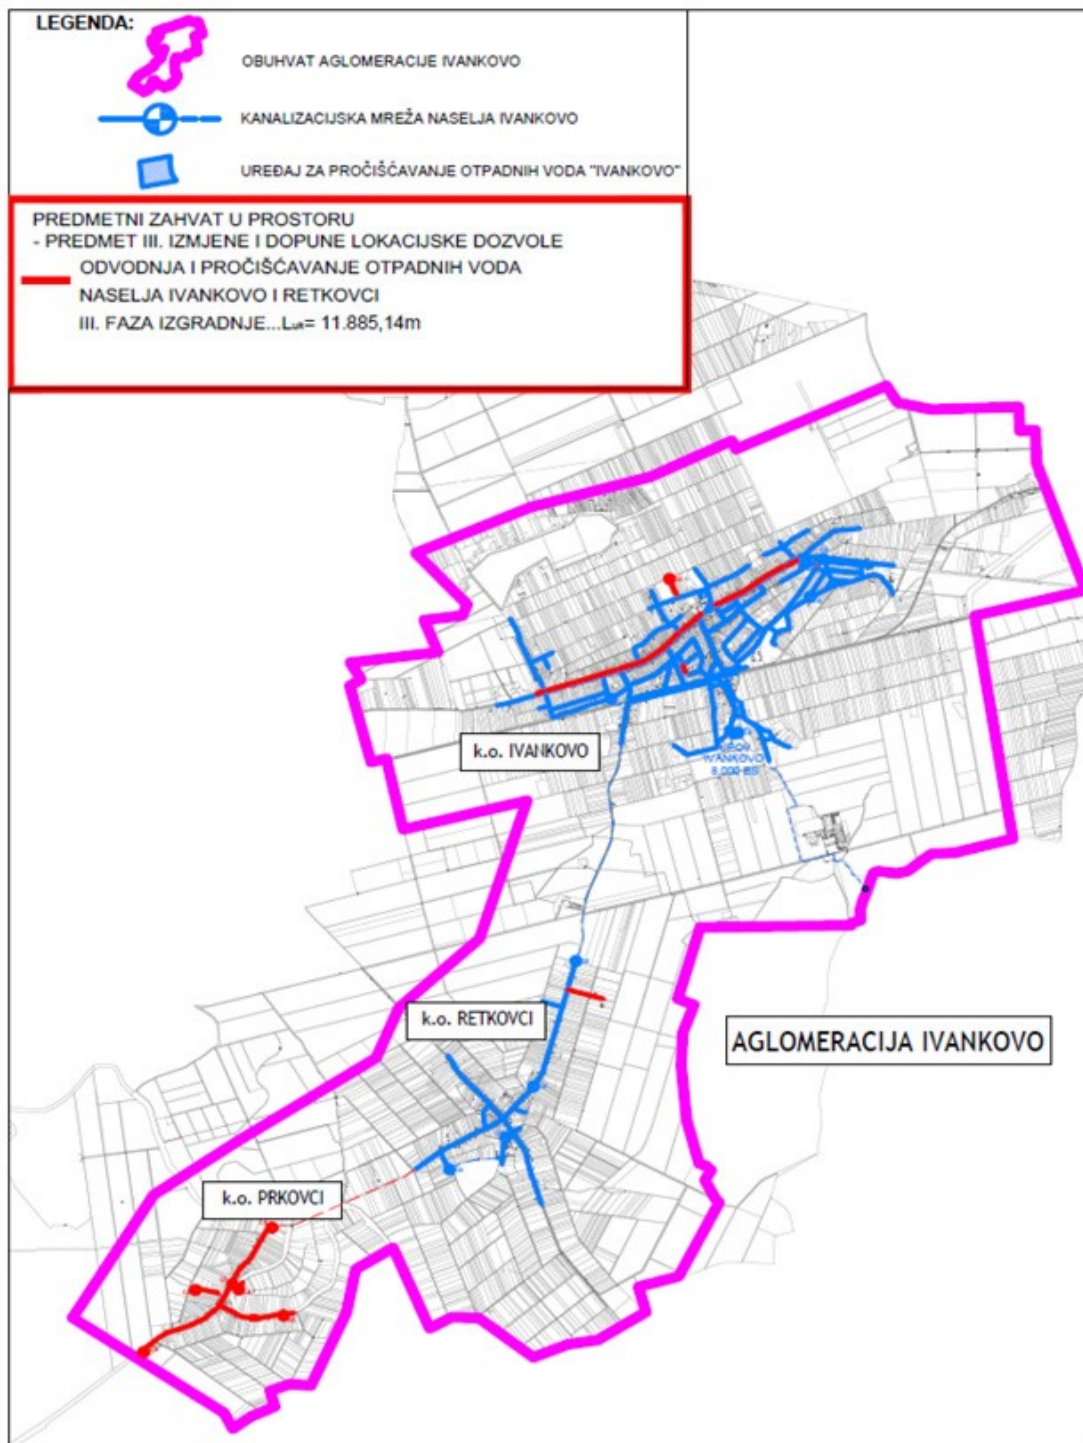 LEGENDA:
OBUHVAT AGLOMERACIJE IVANKOVO
KANALIZACIJSKA MREŽA NASELJA IVANKOVO
UREĐAJ ZA PROČIŠĆAVANJE OTPADNIH VODA "IVANKOVO"
PREDMETNI ZAHVAT U PROSTORU
- PREDMET III. IZMJENE I DOPUNE LOKACIJSKE DOZVOLE
ODVODNJA I PROČIŠĆAVANJE OTPADNIH VODA
NASELJA IVANKOVO I RETKOVCI
III. FAZA IZGRADNJE...L = 11.885,14m
k.o. IVANKOVO
IVANKOVO
k.o. RETKOVCI
AGLOMERACIJA IVANKOVO
k.o. PRKOVCI